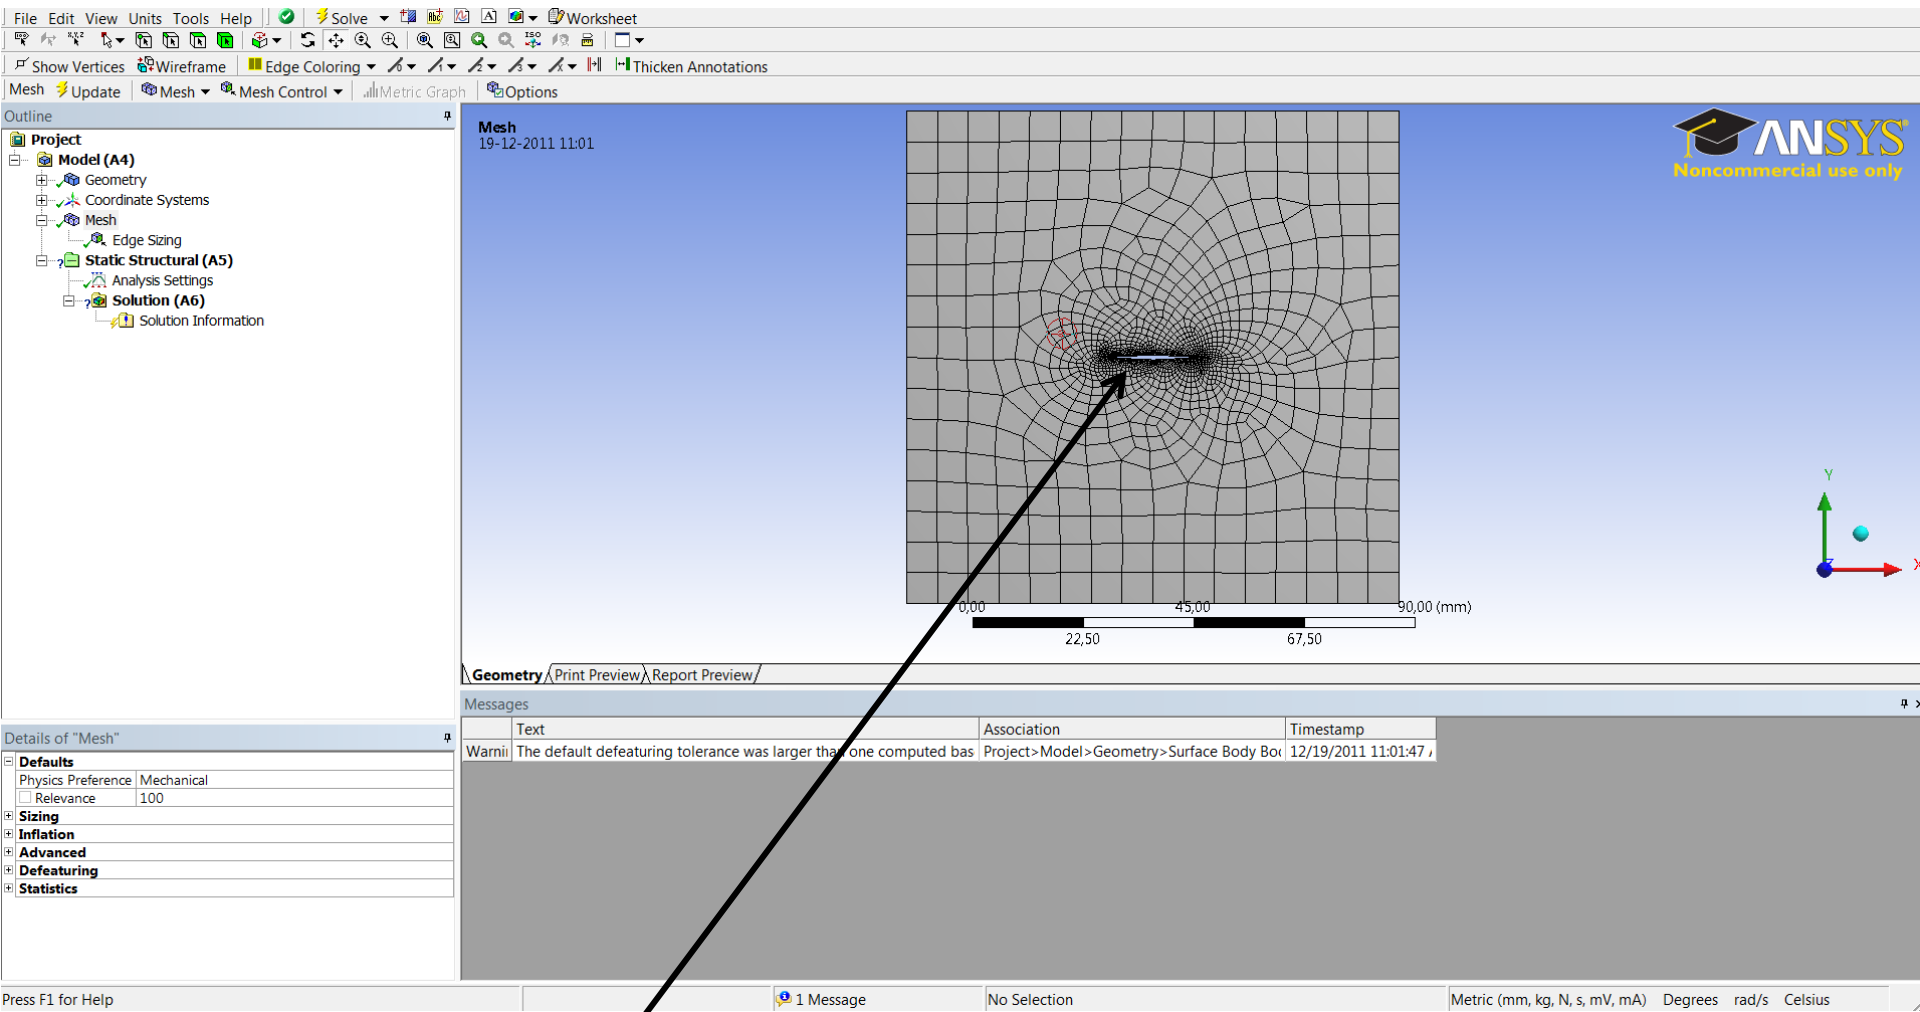 File Edit View Units Tools Help Solve Worksheet
Show Vertices Wireframe Edge Coloring Thicken Annotations
Mesh Update Mesh Mesh Control Metric Graph Options
Outline
Project
Model (A4)
Geometry
Coordinate Systems
Mesh
Edge Sizing
Static Structural (A5)
Analysis Settings
Solution (A6)
Solution Information
Mesh
19-12-2011 11:01
ANSYS
Noncommercial use only
Y
X
0,00 45,00 90,00 (mm)
22,50 67,50
Geometry Print Preview Report Preview
Messages
Text Association Timestamp
Warnin The default defeaturing tolerance was larger than one computed bas Project>Model>Geometry>Surface Body Bo 12/19/2011 11:01:47
Details of "Mesh"
Defaults
Physics Preference Mechanical
Relevance 100
Sizing
Inflation
Advanced
Defeaturing
Statistics
Press F1 for Help 1 Message No Selection Metric (mm, kg, N, s, mV, mA) Degrees rad/s Celsius